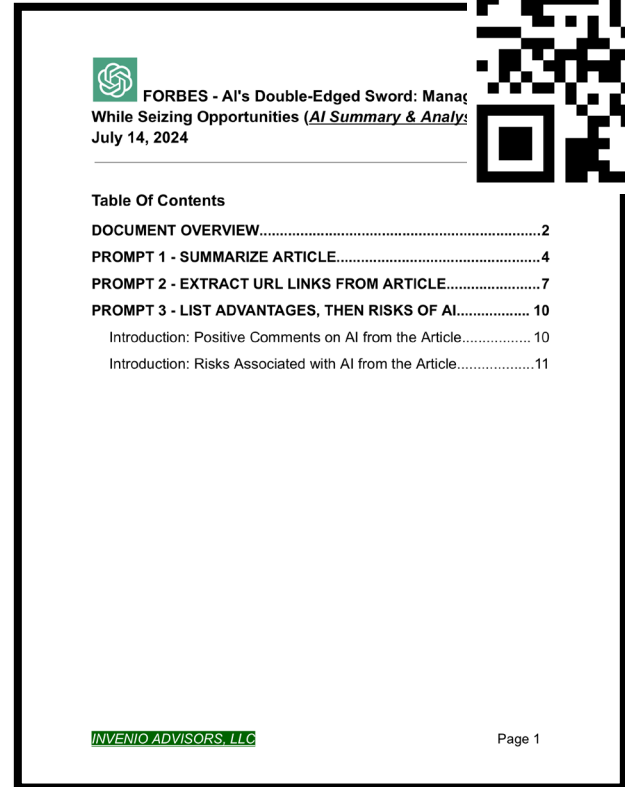 FORBES - AI's Double-Edged Sword:
While Seizing Opportunities (AI Summary &
July 14, 2024
Table Of Contents
DOCUMENT OVERVIEW.....................................................................2
PROMPT 1 - SUMMARIZE ARTICLE..................................................4
PROMPT 2 - EXTRACT URL LINKS FROM ARTICLE.......................7
PROMPT 3 - LIST ADVANTAGES, THEN RISKS OF AI.................. 10
Introduction: Positive Comments on AI from the Article................. 10
Introduction: Risks Associated with AI from the Article...................11
INVENIO ADVISORS, LLC
Page 1